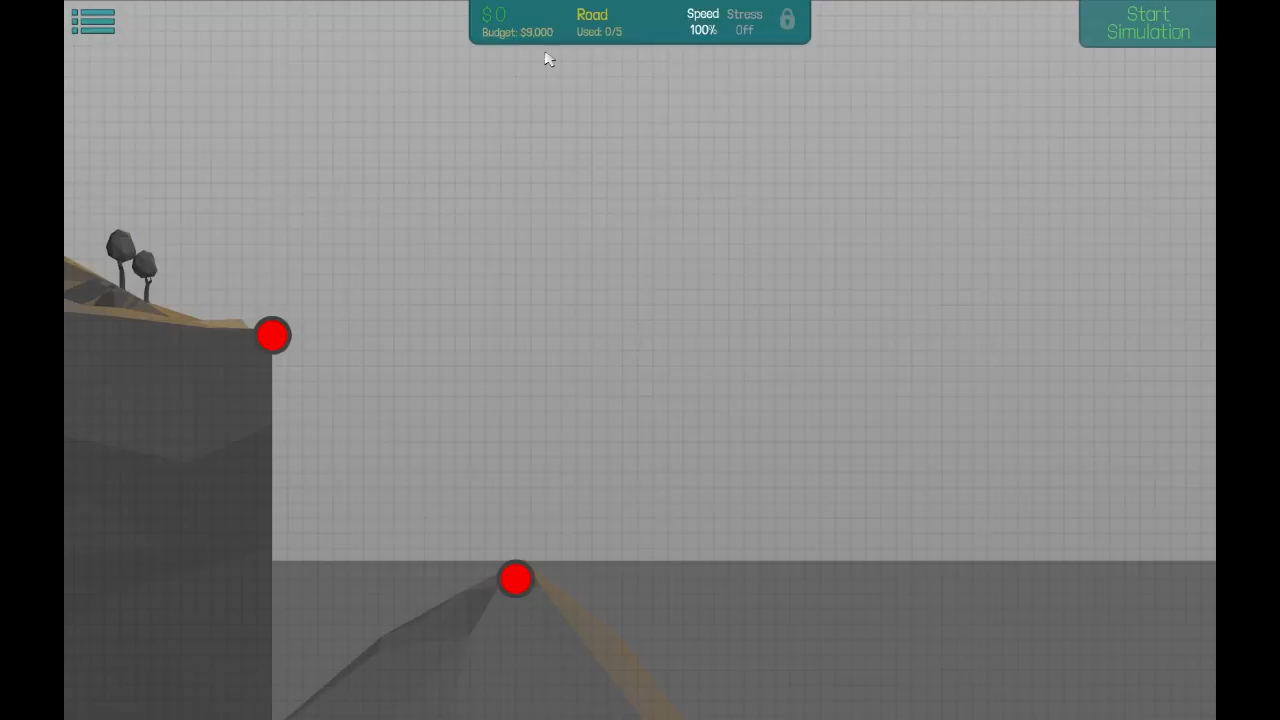 $0
Budget: $9,000
Road
Used: 0/5
Speed
100%
Stress
Off
Start
Simulation